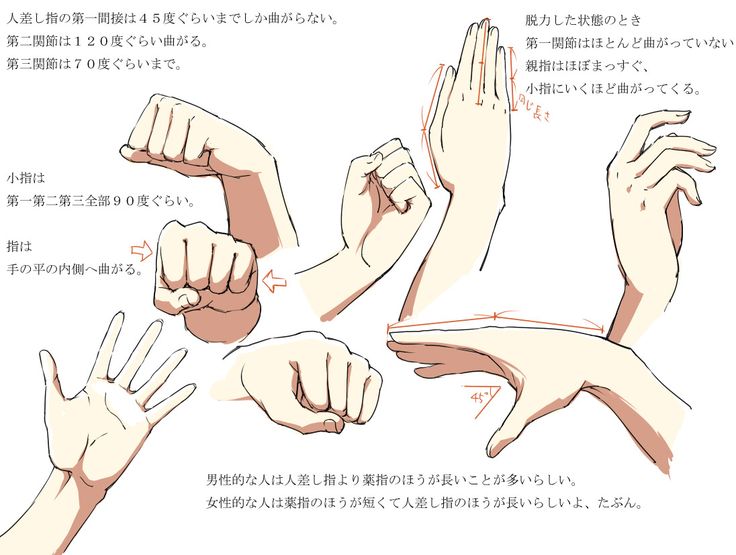 人差し指の第一間接は４５度ぐらいまでしか曲がらない。
第二関節は１２０度ぐらい曲がる。
第三関節は７０度ぐらいまで。
脱力した状態のとき
第一関節はほとんど曲がっていない
親指はほぼまっすぐ、
小指にいくほど曲がってくる。
同じ長さ
小指は
第一第二第三全部９０度ぐらい。
指は
手の平の内側へ曲がる。
45°
男性的な人は人差し指より薬指のほうが長いことが多いらしい。
女性的な人は薬指のほうが短くて人差し指のほうが長いらしいよ、たぶん。